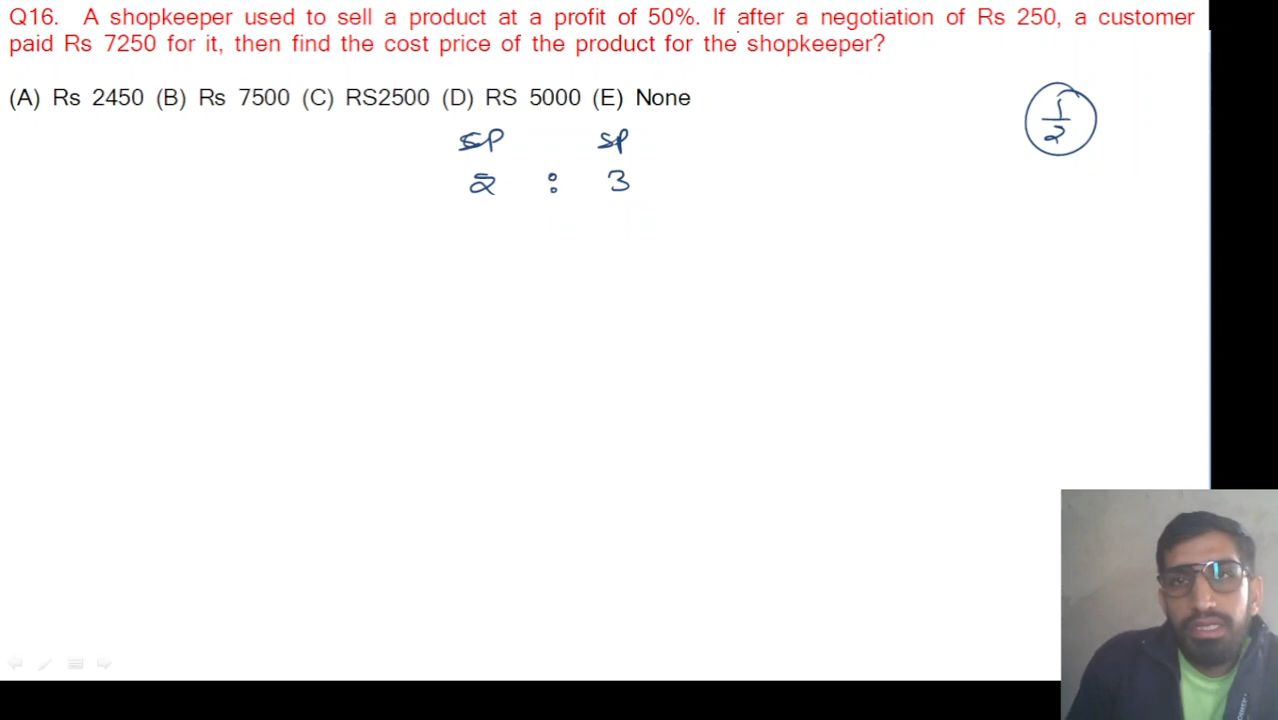 Q16. A shopkeeper used to sell a product at a profit of 50%. If after a negotiation of Rs 250, a customer
paid Rs 7250 for it, then find the cost price of the product for the shopkeeper?
(A) Rs 2450 (B) Rs 7500 (C) RS2500 (D) RS 5000 (E) None
1
2
CP SP
2 : 3